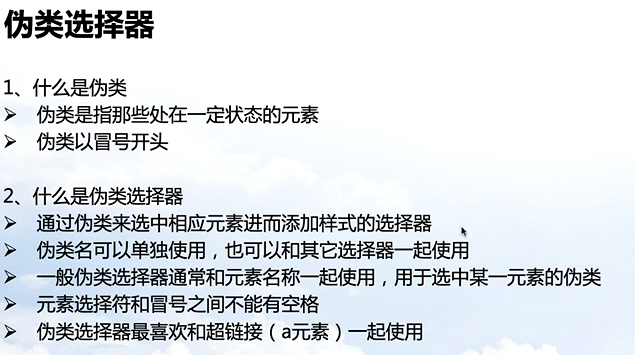 伪类选择器
1、什么是伪类
➢ 伪类是指那些处在一定状态的元素
➢ 伪类以冒号开头
2、什么是伪类选择器
➢ 通过伪类来选中相应元素进而添加样式的选择器
➢ 伪类名可以单独使用，也可以和其它选择器一起使用
➢ 一般伪类选择器通常和元素名称一起使用，用于选中某一元素的伪类
➢ 元素选择符和冒号之间不能有空格
➢ 伪类选择器最喜欢和超链接（a元素）一起使用